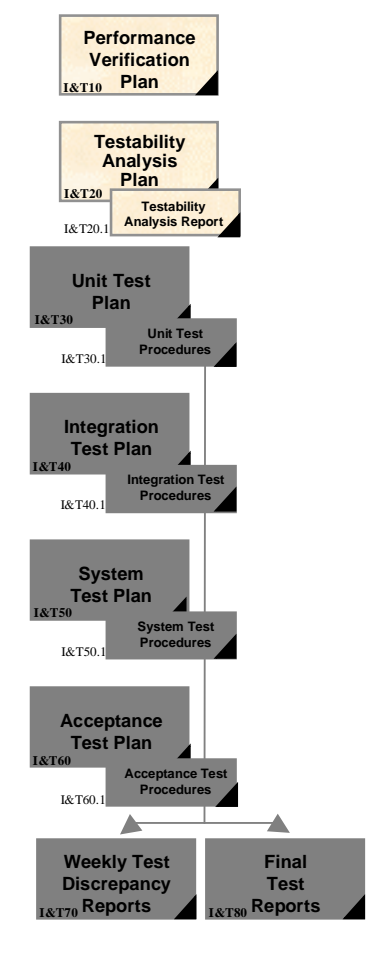 Performance
Verification
I&T10 Plan
Testability
Analysis
Plan
I&T20
Testability
Analysis Report
I&T20.1
Unit Test
Plan
I&T30
Unit Test
Procedures
I&T30.1
Integration
Test Plan
I&T40
Integration Test
Procedures
I&T40.1
System
Test Plan
I&T50
System Test
Procedures
I&T50.1
Acceptance
Test Plan
I&T60
Acceptance Test
Procedures
I&T60.1
Weekly Test
Discrepancy
I&T70 Reports
Final
Test
I&T80 Reports